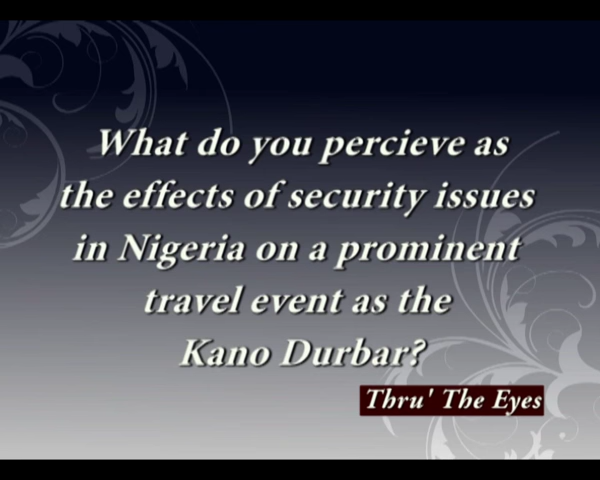 What do you percieve as
the effects of security issues
in Nigeria on a prominent
travel event as the
Kano Durbar?
Thru' The Eyes